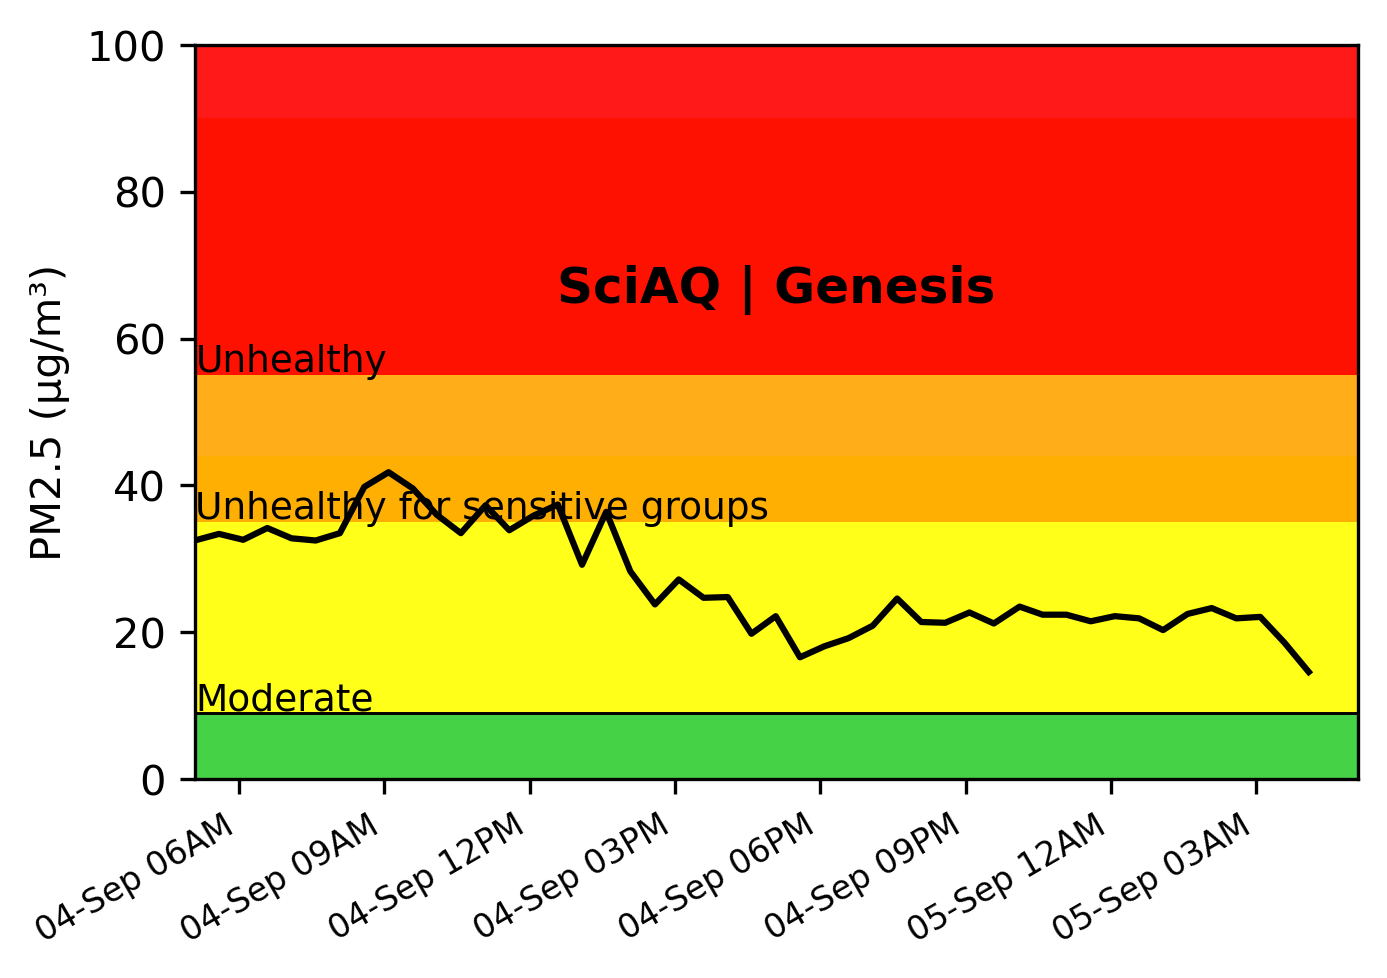 100
80
60
40
20
0
PM2.5 (µg/m³)
SciAQ | Genesis
Unhealthy
Unhealthy for sensitive groups
Moderate
04-Sep 06AM
04-Sep 09AM
04-Sep 12PM
04-Sep 03PM
04-Sep 06PM
04-Sep 09PM
05-Sep 12AM
05-Sep 03AM